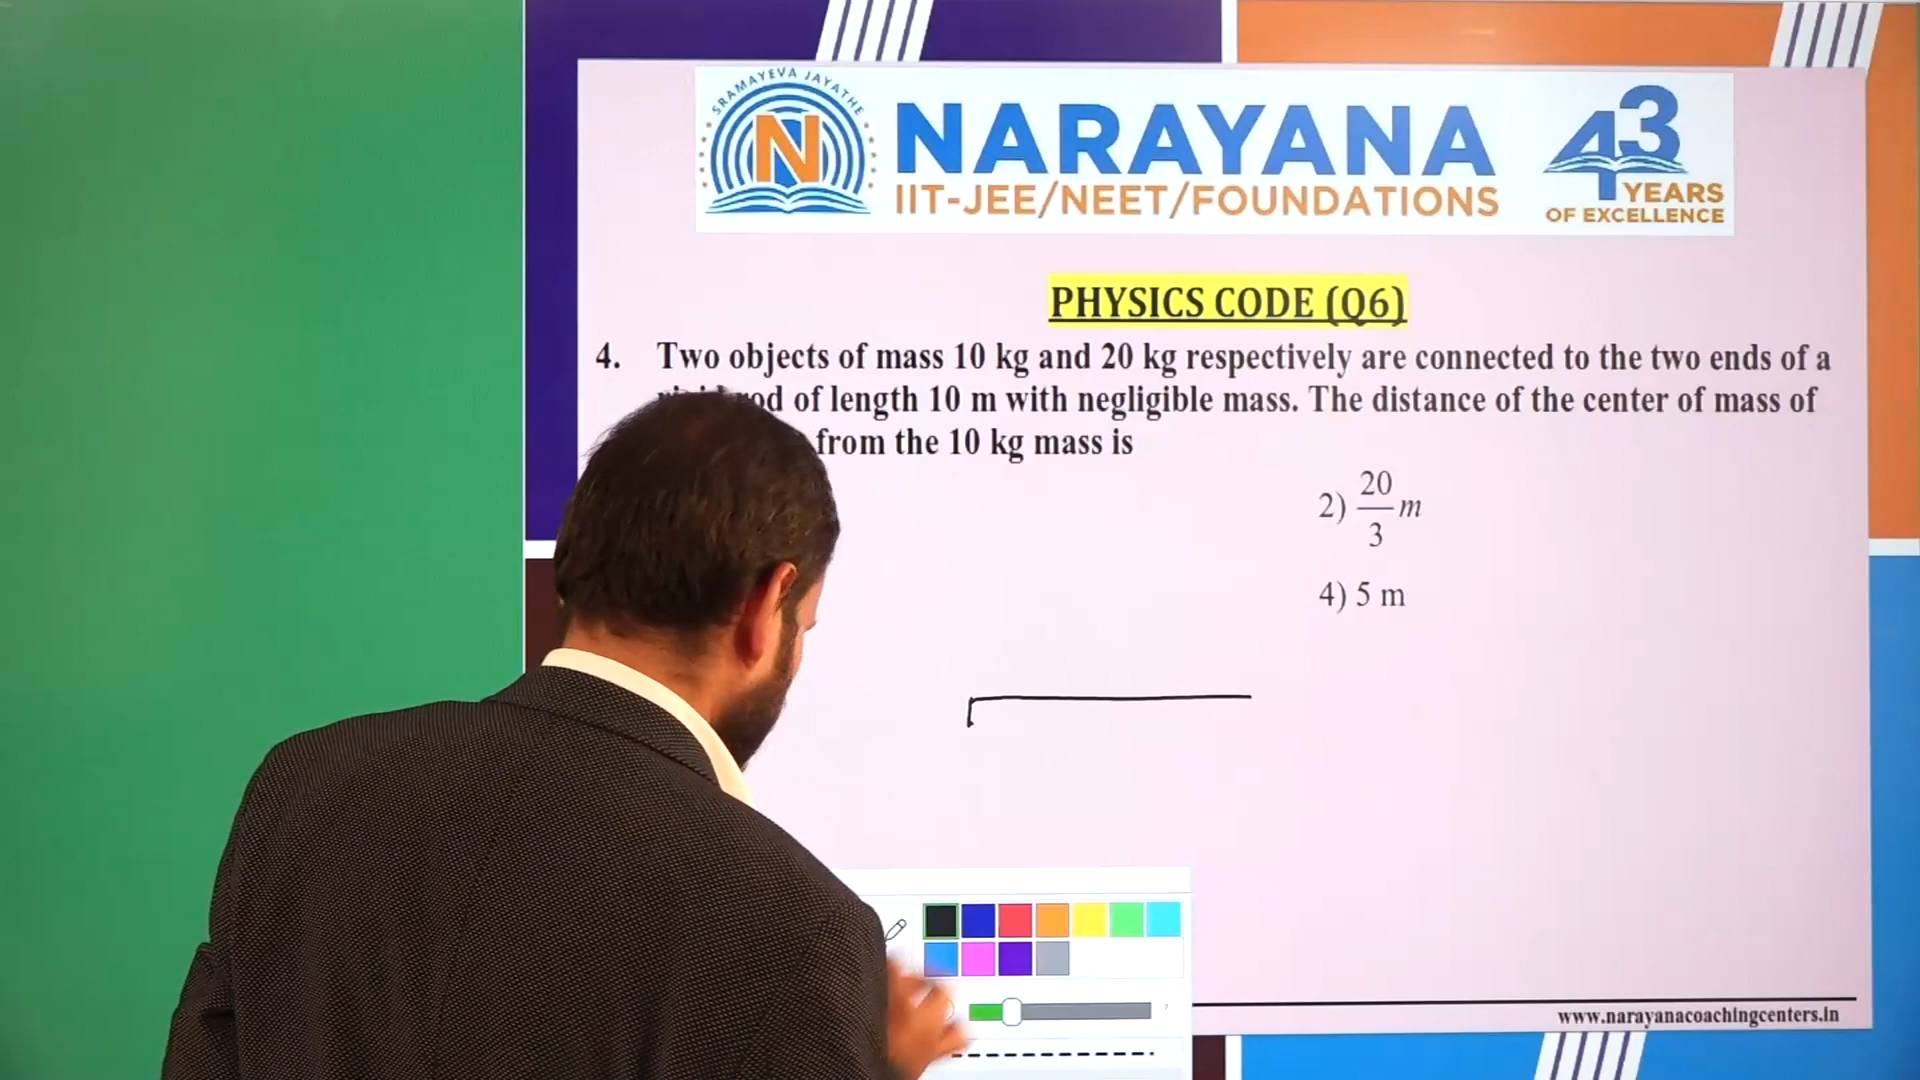 SRAMAYEVA JAYATHE
N
NARAYANA
IIT-JEE/NEET/FOUNDATIONS
43
YEARS
OF EXCELLENCE
PHYSICS CODE (Q6)
4. Two objects of mass 10 kg and 20 kg respectively are connected to the two ends of a
rod of length 10 m with negligible mass. The distance of the center of mass of
from the 10 kg mass is
2) 20/3 m
4) 5 m
www.narayanacoachingcenters.in